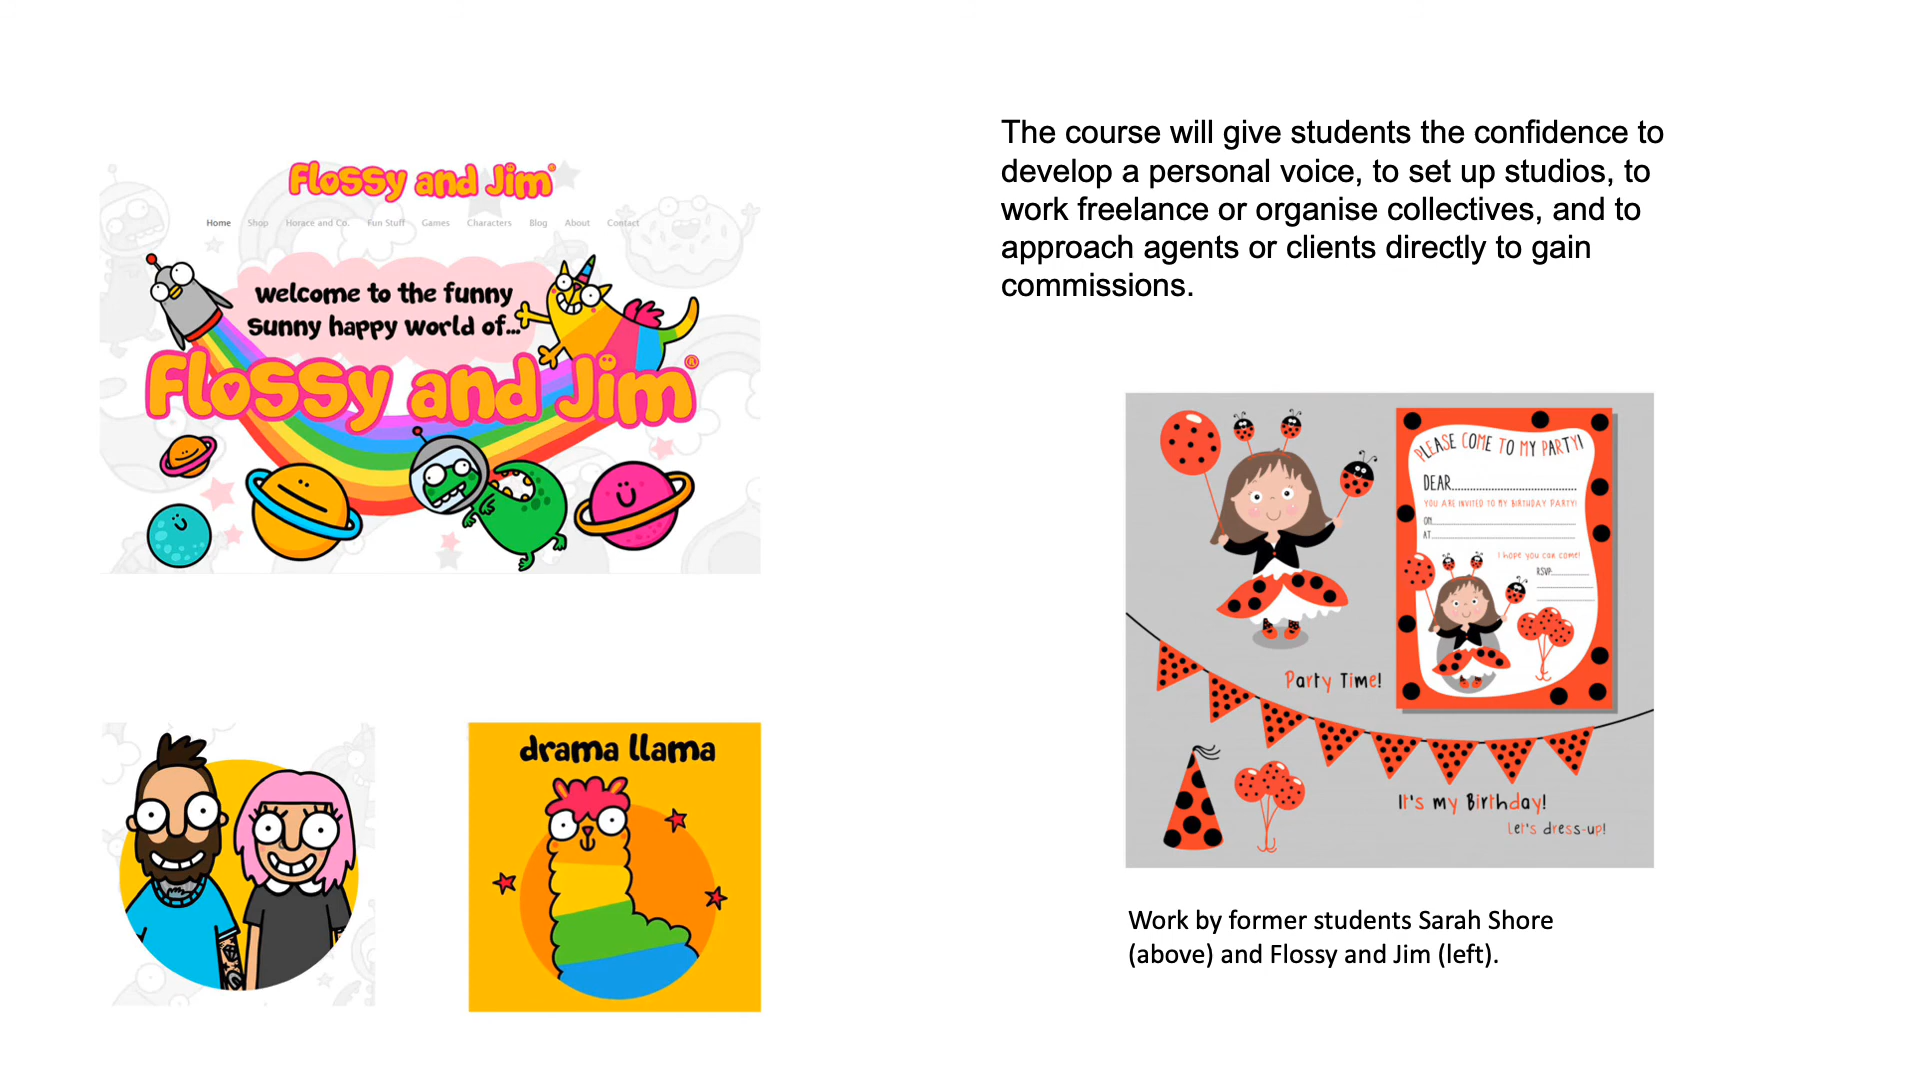 Flossy and Jim®
Home Shop Horace and Co. Fun Stuff Games Characters Blog About Contact
welcome to the funny
sunny happy world of...
Flossy and Jim®
drama llama
The course will give students the confidence to
develop a personal voice, to set up studios, to
work freelance or organise collectives, and to
approach agents or clients directly to gain
commissions.
PLEASE COME TO MY PARTY!
DEAR
YOU ARE INVITED TO MY BIRTHDAY PARTY!
ON
AT
I hope you can come!
RSVP
Party Time!
It's my Birthday!
Let's dress-up!
Work by former students Sarah Shore
(above) and Flossy and Jim (left).